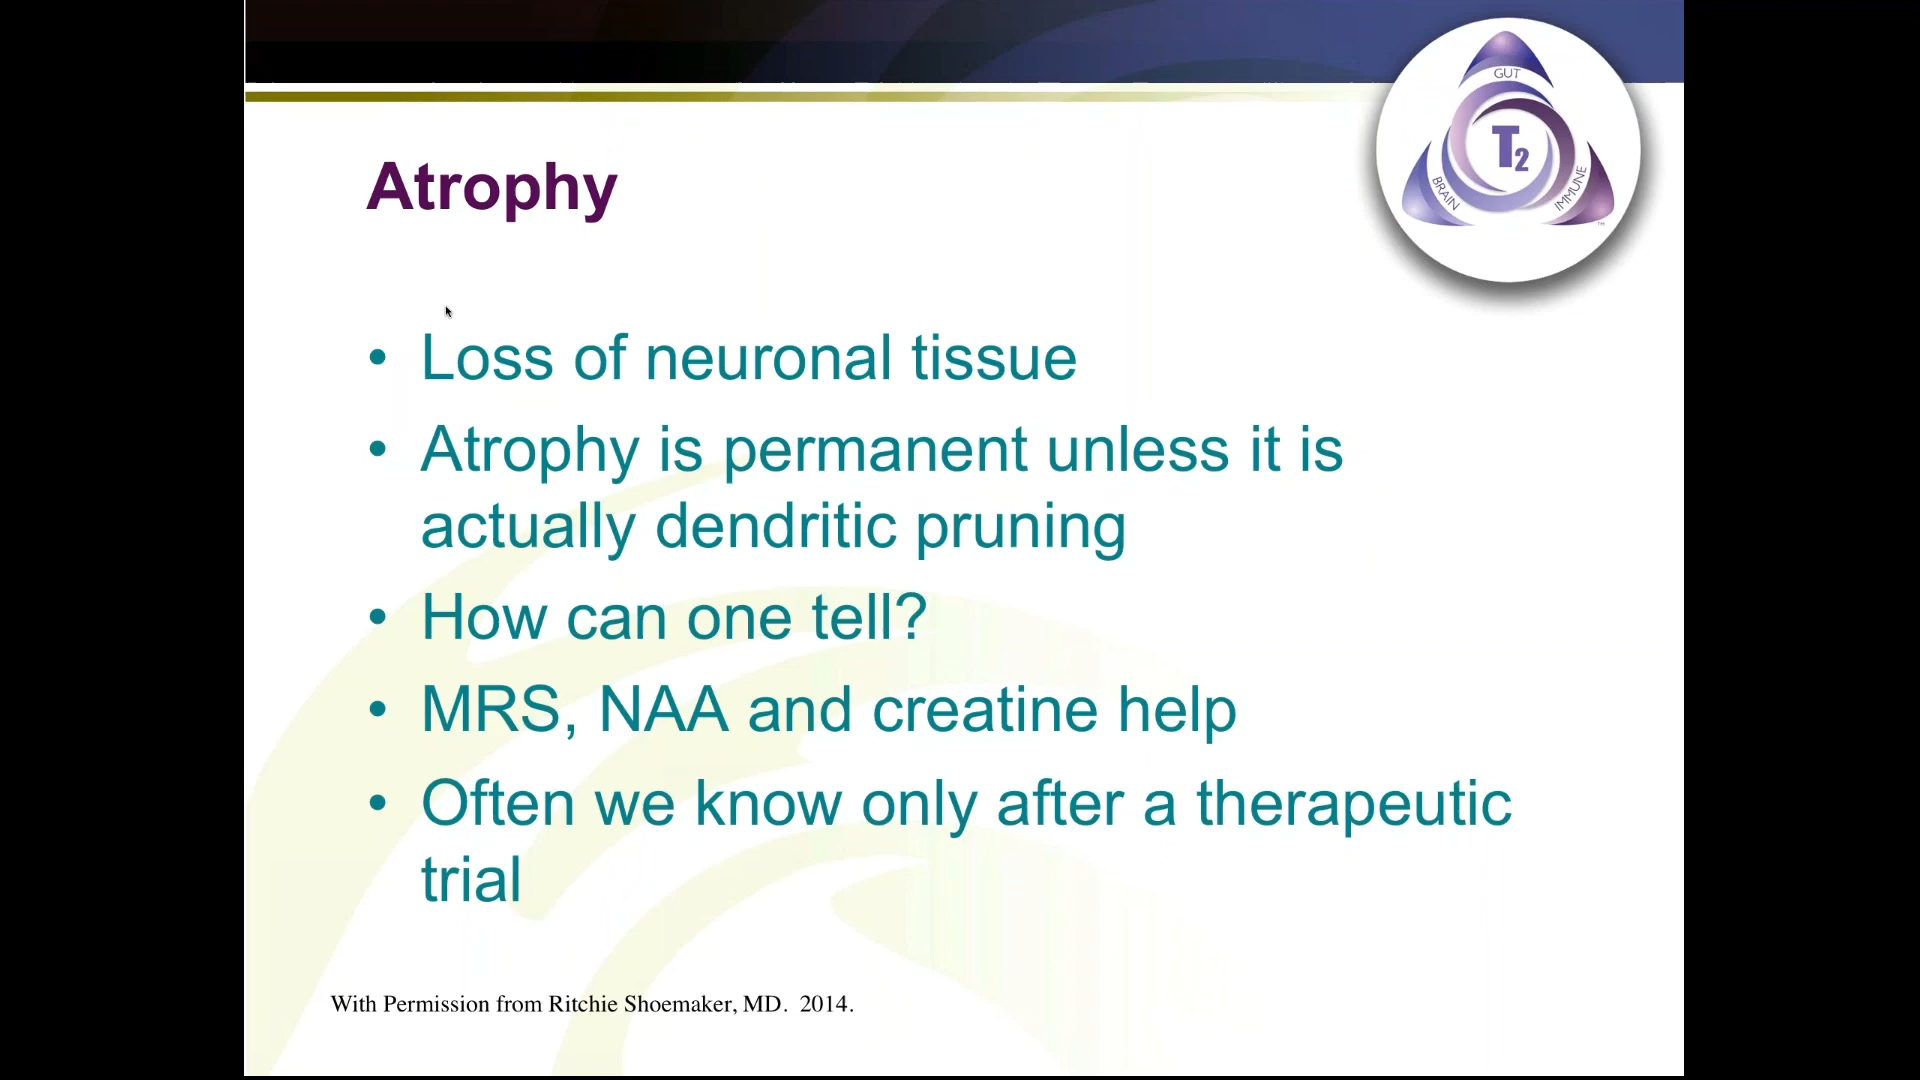 GUT
T2
BRAIN
IMMUNE
TM
Atrophy
• Loss of neuronal tissue
• Atrophy is permanent unless it is
actually dendritic pruning
• How can one tell?
• MRS, NAA and creatine help
• Often we know only after a therapeutic
trial
With Permission from Ritchie Shoemaker, MD.  2014.